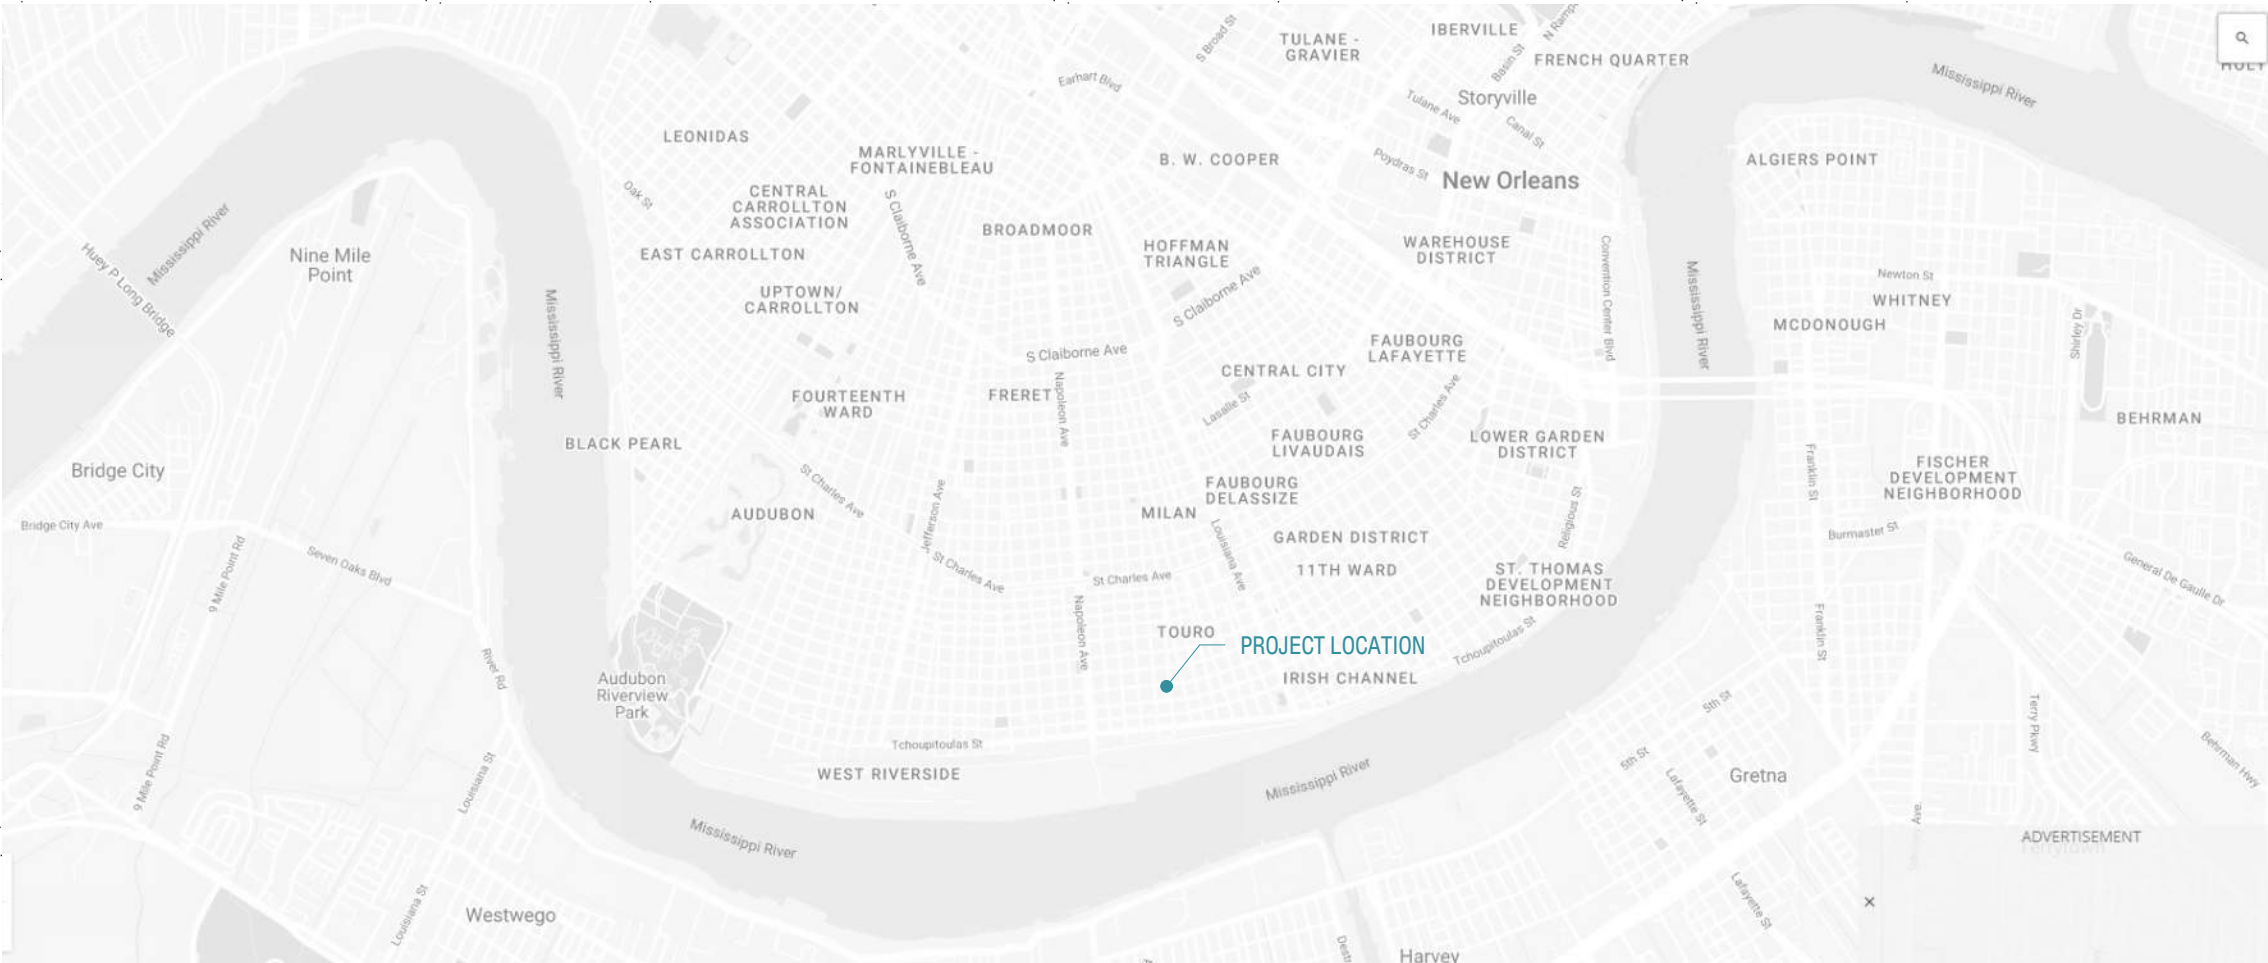 S Broad St
TULANE -
GRAVIER
IBERVILLE
Basin St
FRENCH QUARTER
Mississippi River
Earhart Blvd
Tulane Ave
Storyville
Canal St
LEONIDAS
MARLYVILLE -
FONTAINEBLEAU
B. W. COOPER
Poydras St
New Orleans
ALGIERS POINT
Oak St
CENTRAL
CARROLLTON
ASSOCIATION
S Claiborne Ave
BROADMOOR
Mississippi River
Huey P Long Bridge
Nine Mile
Point
EAST CARROLLTON
HOFFMAN
TRIANGLE
WAREHOUSE
DISTRICT
Convention Center Blvd
Mississippi River
Newton St
WHITNEY
MCDONOUGH
Shirley Dr
Mississippi River
UPTOWN/
CARROLLTON
S Claiborne Ave
S Claiborne Ave
FAUBOURG
LAFAYETTE
CENTRAL CITY
FOURTEENTH
WARD
FRERET
Napoleon Ave
Lasalle St
St Charles Ave
BEHRMAN
BLACK PEARL
FAUBOURG
LIVAUDAIS
LOWER GARDEN
DISTRICT
Franklin St
FISCHER
DEVELOPMENT
NEIGHBORHOOD
Bridge City
Bridge City Ave
St Charles Ave
AUDUBON
Jefferson Ave
FAUBOURG
DELASSIZE
MILAN
Louisiana Ave
Religious St
Burmaster St
GARDEN DISTRICT
11TH WARD
ST. THOMAS
DEVELOPMENT
NEIGHBORHOOD
General De Gaulle Dr
9 Mile Point Rd
Seven Oaks Blvd
St Charles Ave
St Charles Ave
Napoleon Ave
TOURO
PROJECT LOCATION
Tchoupitoulas St
Franklin St
River Rd
Audubon
Riverview
Park
IRISH CHANNEL
5th St
Terry Pkwy
Behrman Hwy
9 Mile Point Rd
Louisiana St
Tchoupitoulas St
WEST RIVERSIDE
Mississippi River
5th St
Lafayette St
Gretna
Ave
Mississippi River
ADVERTISEMENT
Terrytown
Louisiana St
Westwego
Lafayette St
Harvey